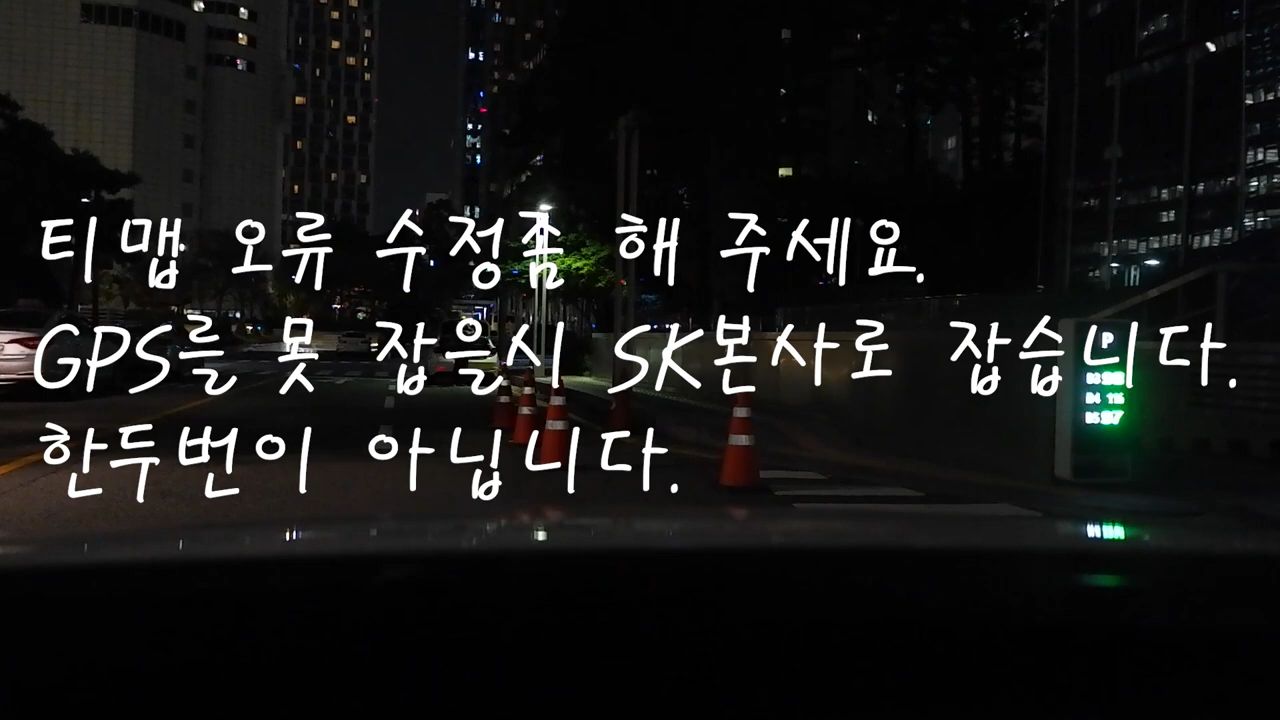 티맵 오류 수정좀 해 주세요.
GPS를 못 잡을시 SK본사로 잡습니다.
한두번이 아닙니다.
P